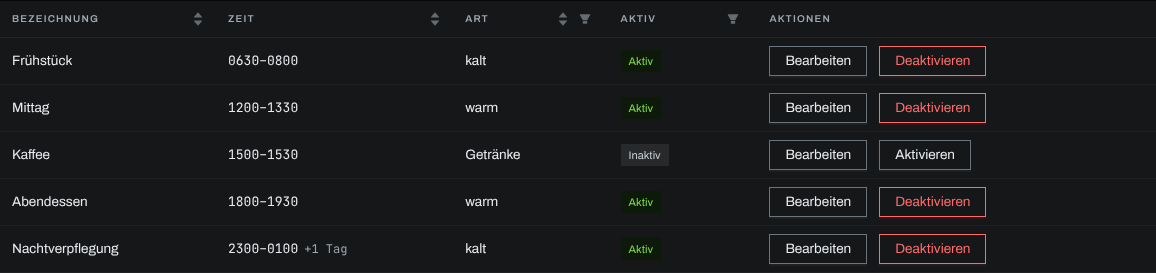 BEZEICHNUNG ZEIT ART AKTIV AKTIONEN
Frühstück 0630–0800 kalt Aktiv Bearbeiten Deaktivieren
Mittag 1200–1330 warm Aktiv Bearbeiten Deaktivieren
Kaffee 1500–1530 Getränke Inaktiv Bearbeiten Aktivieren
Abendessen 1800–1930 warm Aktiv Bearbeiten Deaktivieren
Nachtverpflegung 2300–0100 +1 Tag kalt Aktiv Bearbeiten Deaktivieren